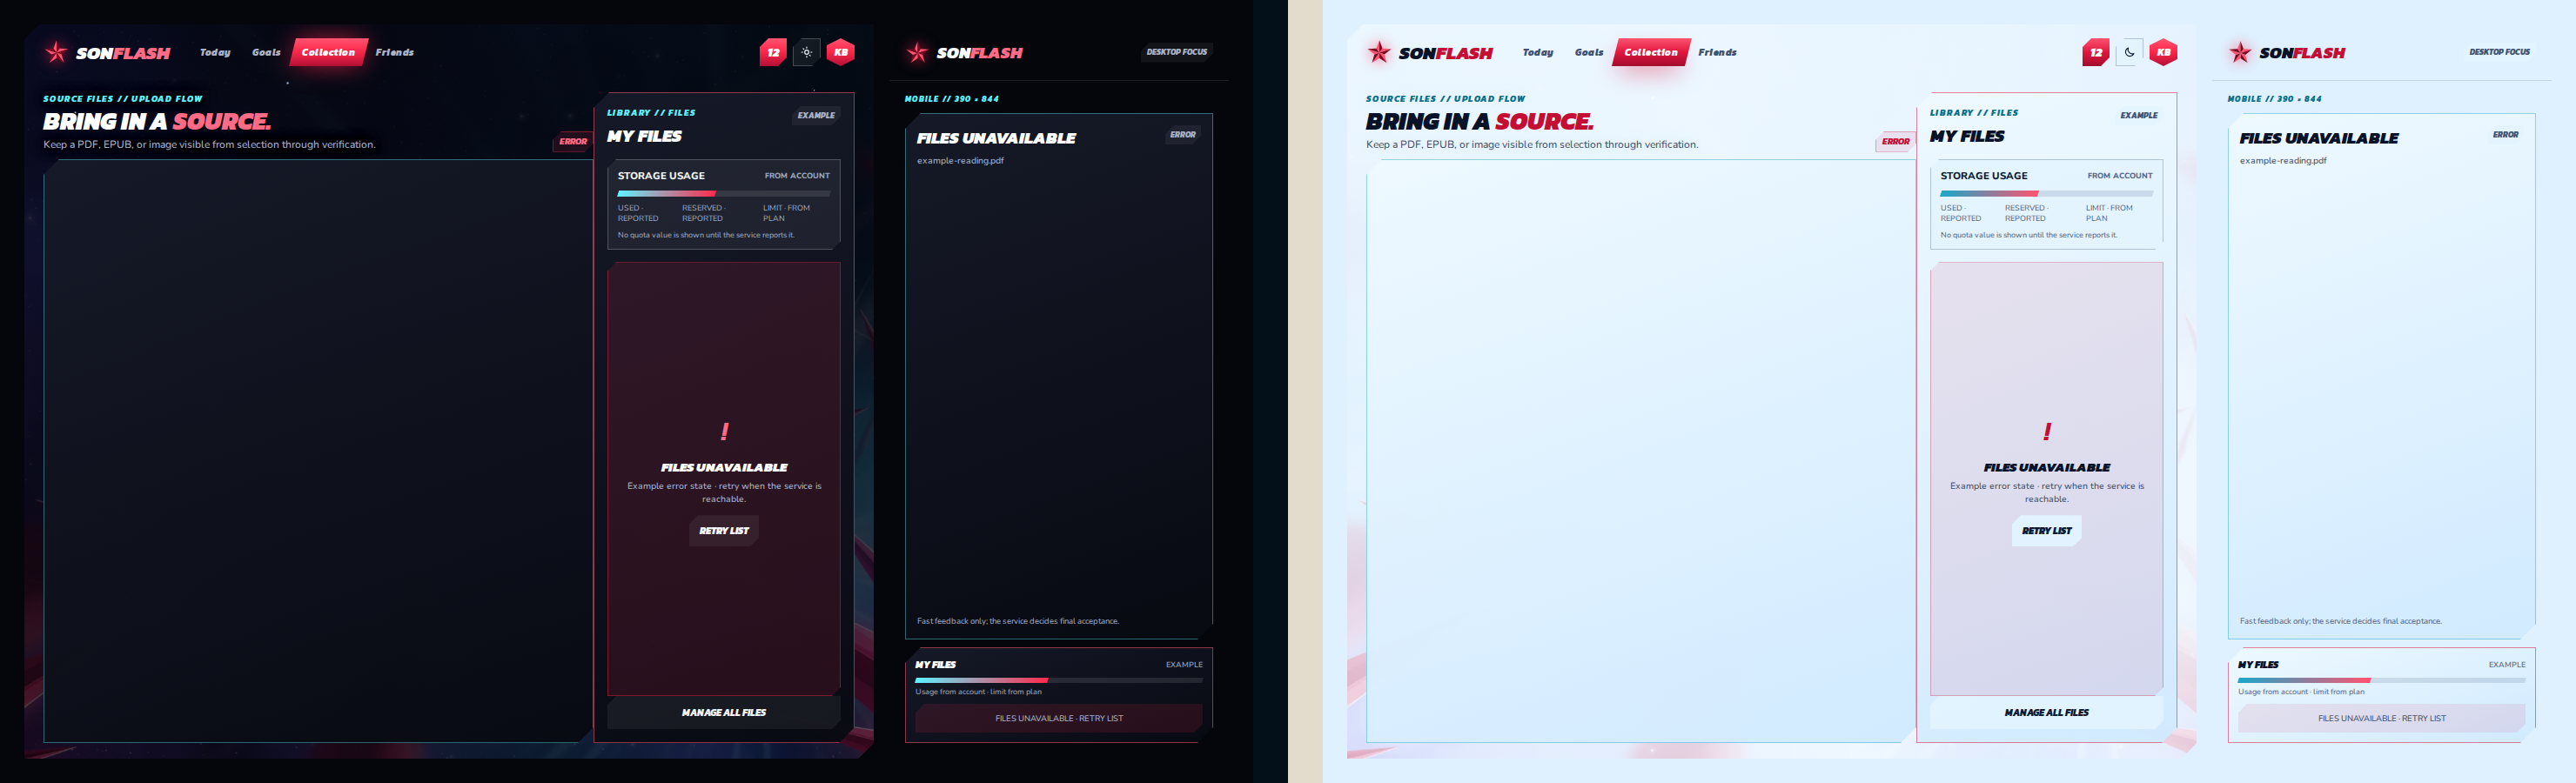 SONFLASH
Today
Goals
Collection
Friends
12
KB
SOURCE FILES // UPLOAD FLOW
BRING IN A SOURCE.
Keep a PDF, EPUB, or image visible from selection through verification.
ERROR
LIBRARY // FILES
EXAMPLE
MY FILES
STORAGE USAGE
FROM ACCOUNT
USED · REPORTED
RESERVED · REPORTED
LIMIT · FROM PLAN
No quota value is shown until the service reports it.
!
FILES UNAVAILABLE
Example error state · retry when the service is
reachable.
RETRY LIST
MANAGE ALL FILES
SONFLASH
DESKTOP FOCUS
MOBILE // 390 × 844
FILES UNAVAILABLE
ERROR
example-reading.pdf
Fast feedback only; the service decides final acceptance.
MY FILES
EXAMPLE
Usage from account · limit from plan
FILES UNAVAILABLE · RETRY LIST
SONFLASH
Today
Goals
Collection
Friends
12
KB
SOURCE FILES // UPLOAD FLOW
BRING IN A SOURCE.
Keep a PDF, EPUB, or image visible from selection through verification.
ERROR
LIBRARY // FILES
EXAMPLE
MY FILES
STORAGE USAGE
FROM ACCOUNT
USED · REPORTED
RESERVED · REPORTED
LIMIT · FROM PLAN
No quota value is shown until the service reports it.
!
FILES UNAVAILABLE
Example error state · retry when the service is
reachable.
RETRY LIST
MANAGE ALL FILES
SONFLASH
DESKTOP FOCUS
MOBILE // 390 × 844
FILES UNAVAILABLE
ERROR
example-reading.pdf
Fast feedback only; the service decides final acceptance.
MY FILES
EXAMPLE
Usage from account · limit from plan
FILES UNAVAILABLE · RETRY LIST